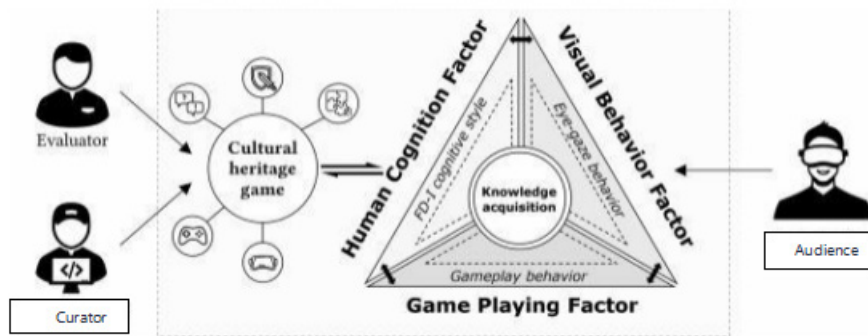 Evaluator
</>
Curator
Cultural
heritage
game
? !
Human Cognition Factor
FD-I cognitive style
Visual Behavior Factor
Eye-gaze behavior
Knowledge
acquisition
Gameplay behavior
Game Playing Factor
Audience